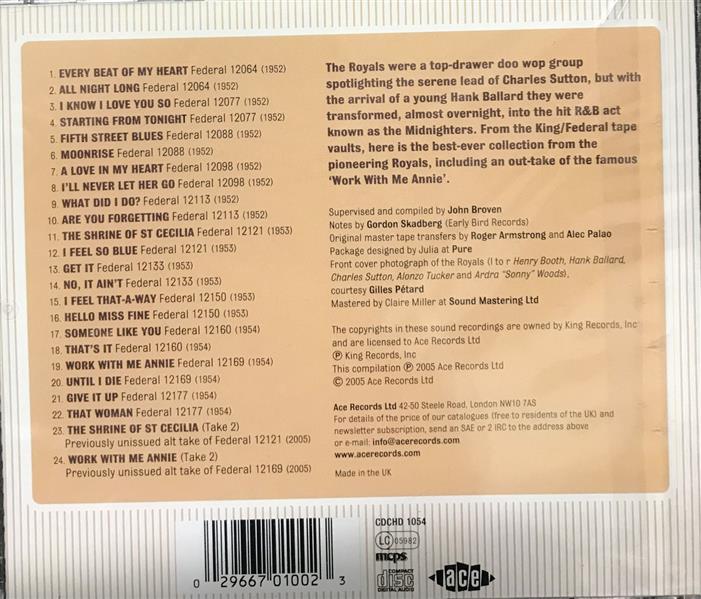 1. EVERY BEAT OF MY HEART Federal 12064 (1952)
2. ALL NIGHT LONG Federal 12064 (1952)
3. I KNOW I LOVE YOU SO Federal 12077 (1952)
4. STARTING FROM TONIGHT Federal 12077 (1952)
5. FIFTH STREET BLUES Federal 12088 (1952)
6. MOONRISE Federal 12088 (1952)
7. A LOVE IN MY HEART Federal 12098 (1952)
8. I'LL NEVER LET HER GO Federal 12098 (1952)
9. WHAT DID I DO? Federal 12113 (1952)
10. ARE YOU FORGETTING Federal 12113 (1952)
11. THE SHRINE OF ST CECILIA Federal 12121 (1953)
12. I FEEL SO BLUE Federal 12121 (1953)
13. GET IT Federal 12133 (1953)
14. NO, IT AIN'T Federal 12133 (1953)
15. I FEEL THAT-A-WAY Federal 12150 (1953)
16. HELLO MISS FINE Federal 12150 (1953)
17. SOMEONE LIKE YOU Federal 12160 (1954)
18. THAT'S IT Federal 12160 (1954)
19. WORK WITH ME ANNIE Federal 12169 (1954)
20. UNTIL I DIE Federal 12169 (1954)
21. GIVE IT UP Federal 12177 (1954)
22. THAT WOMAN Federal 12177 (1954)
23. THE SHRINE OF ST CECILIA (Take 2)
Previously unissued alt take of Federal 12121 (2005)
24. WORK WITH ME ANNIE (Take 2)
Previously unissued alt take of Federal 12169 (2005)
The Royals were a top-drawer doo wop group
spotlighting the serene lead of Charles Sutton, but with
the arrival of a young Hank Ballard they were
transformed, almost overnight, into the hit R&B act
known as the Midnighters. From the King/Federal tape
vaults, here is the best-ever collection from the
pioneering Royals, including an out-take of the famous
'Work With Me Annie'.
Supervised and compiled by John Broven
Notes by Gordon Skadberg (Early Bird Records)
Original master tape transfers by Roger Armstrong and Alec Palao
Package designed by Julia at Pure
Front cover photograph of the Royals (l to r Henry Booth, Hank Ballard,
Charles Sutton, Alonzo Tucker and Ardra "Sonny" Woods),
courtesy Gilles Pétard
Mastered by Claire Miller at Sound Mastering Ltd
The copyrights in these sound recordings are owned by King Records, Inc
and are licensed to Ace Records Ltd
℗ King Records, Inc
This compilation ℗ 2005 Ace Records Ltd
© 2005 Ace Records Ltd
Ace Records Ltd 42-50 Steele Road, London NW10 7AS
For details of the price of our catalogues (free to residents of the UK) and
newsletter subscription, send an SAE or 2 IRC to the address above
or e-mail: info@acerecords.com
www.acerecords.com
Made in the UK
0 29667 01002 3
CDCHD 1054
LC 05982
mcps
COMPACT
disc
DIGITAL AUDIO
ace